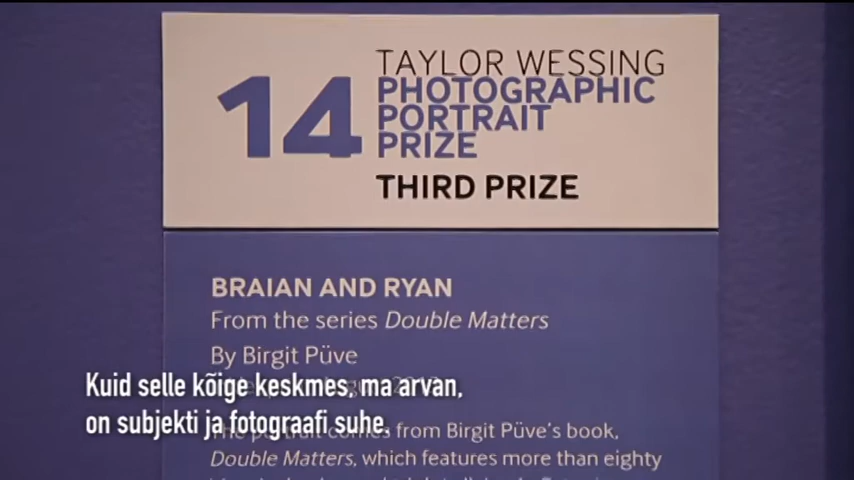 14
TAYLOR WESSING
PHOTOGRAPHIC
PORTRAIT
PRIZE
THIRD PRIZE
BRAIAN AND RYAN
From the series Double Matters
By Birgit Püve
Kuid selle kõige keskmes, ma arvan,
on subjekti ja fotograafi suhe.
The portrait comes from Birgit Püve's book,
Double Matters, which features more than eighty